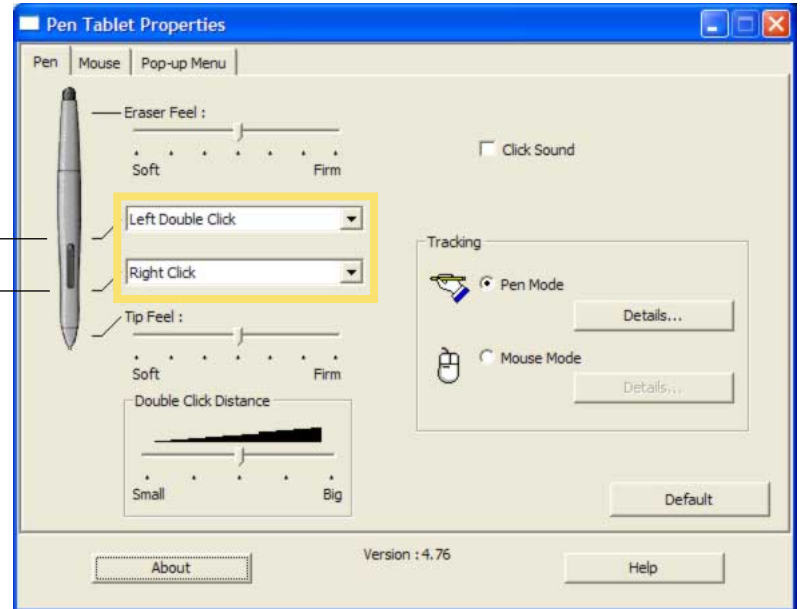 Pen Tablet Properties
Pen Mouse Pop-up Menu
Eraser Feel :
Soft Firm
Click Sound
Left Double Click
Right Click
Tip Feel :
Soft Firm
Double Click Distance
Small Big
Tracking
Pen Mode
Details...
Mouse Mode
Details...
Default
About
Version :4.76
Help